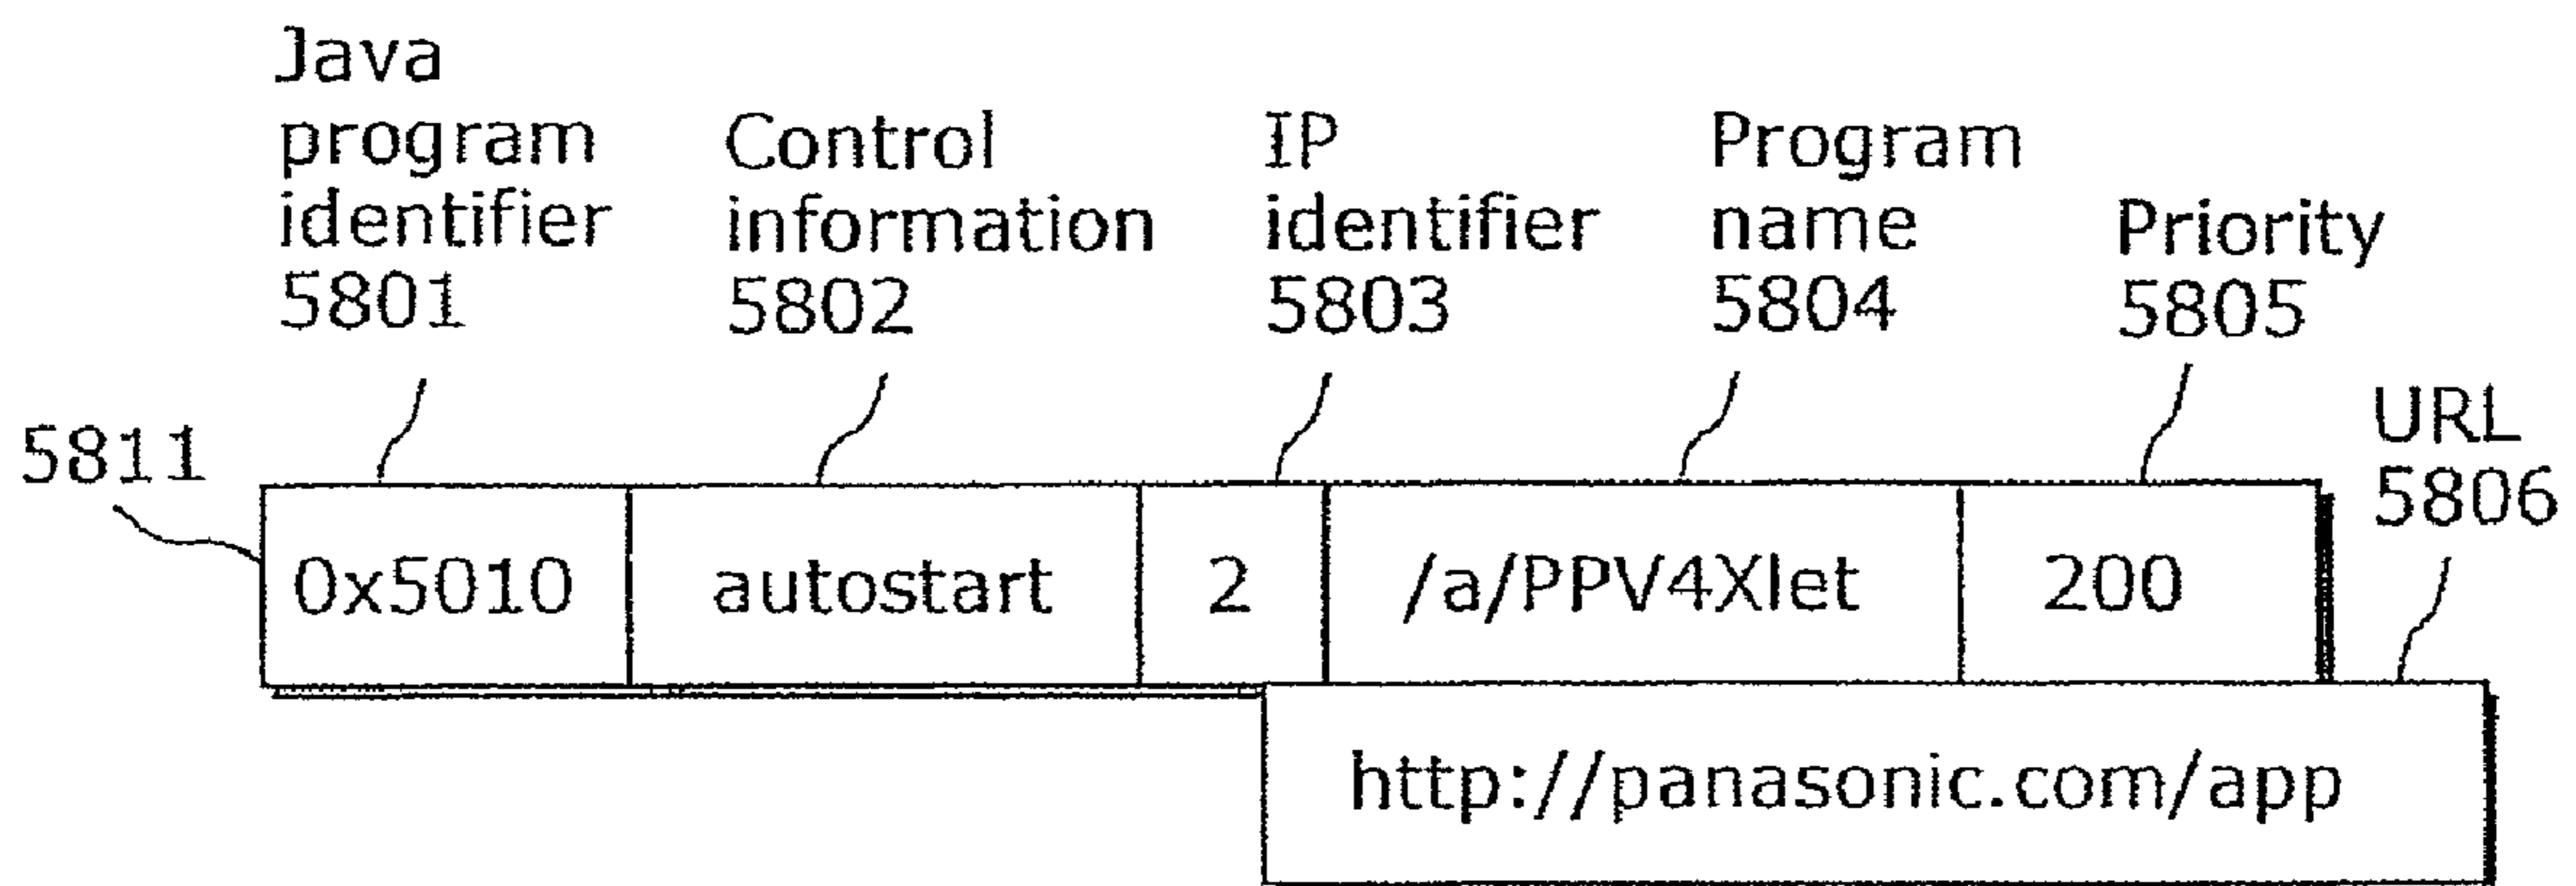 Java
program
identifier
5801
Control
information
5802
IP
identifier
5803
Program
name
5804
Priority
5805
URL
5806
5811
0x5010
autostart
2
/a/PPV4Xlet
200
http://panasonic.com/app